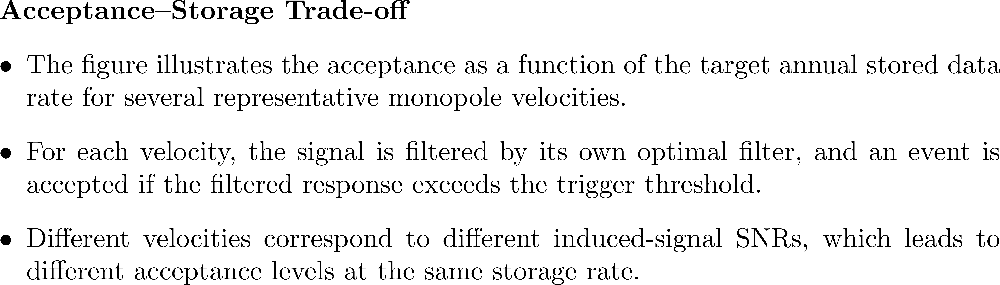 Acceptance–Storage Trade-off
• The figure illustrates the acceptance as a function of the target annual stored data
rate for several representative monopole velocities.
• For each velocity, the signal is filtered by its own optimal filter, and an event is
accepted if the filtered response exceeds the trigger threshold.
• Different velocities correspond to different induced-signal SNRs, which leads to
different acceptance levels at the same storage rate.